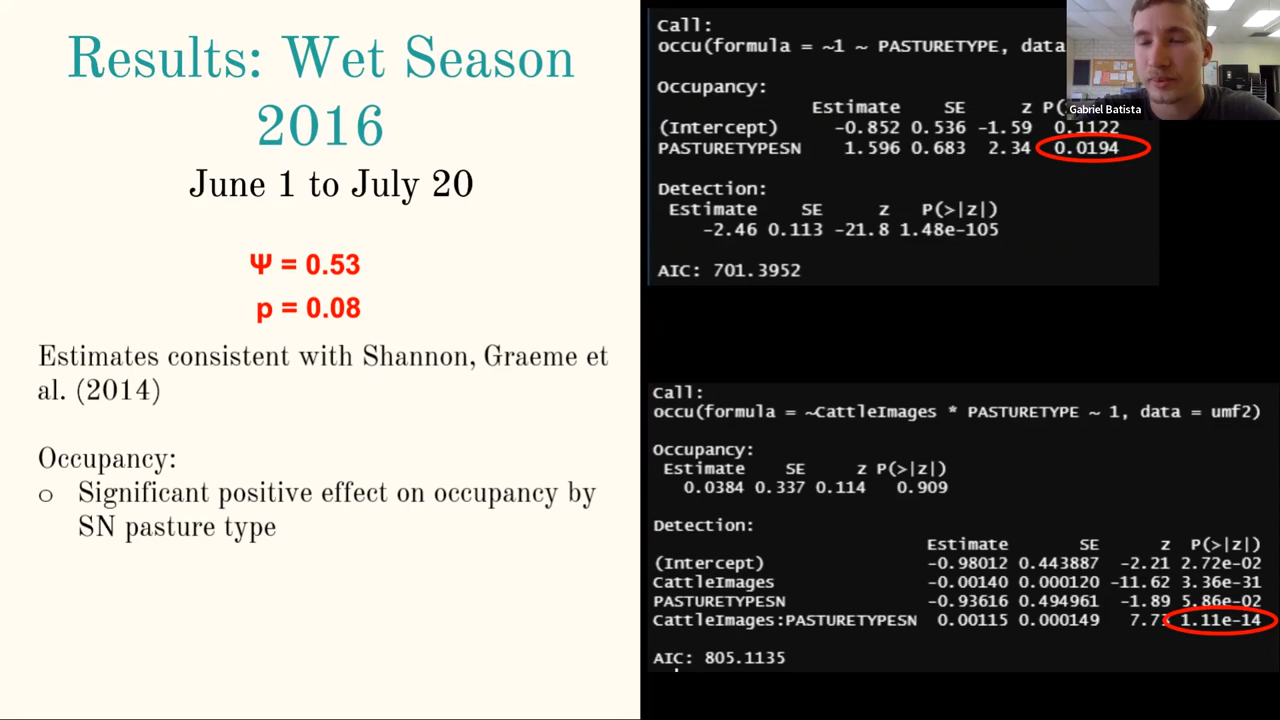 Results: Wet Season
2016
June 1 to July 20
Ψ = 0.53
p = 0.08
Estimates consistent with Shannon, Graeme et
al. (2014)
Occupancy:
o Significant positive effect on occupancy by
SN pasture type
Call:
occu(formula = ~1 ~ PASTURETYPE, data
Occupancy:
Estimate SE z P(
(Intercept) -0.852 0.536 -1.59 0.1122
PASTURETYPESN 1.596 0.683 2.34 0.0194
Detection:
Estimate SE z P(>|z|)
-2.46 0.113 -21.8 1.48e-105
AIC: 701.3952
Gabriel Batista
Call:
occu(formula = ~CattleImages * PASTURETYPE ~ 1, data = umf2)
Occupancy:
Estimate SE z P(>|z|)
0.0384 0.337 0.114 0.909
Detection:
Estimate SE z P(>|z|)
(Intercept) -0.98012 0.443887 -2.21 2.72e-02
CattleImages -0.00140 0.000120 -11.62 3.36e-31
PASTURETYPESN -0.93616 0.494961 -1.89 5.86e-02
CattleImages:PASTURETYPESN 0.00115 0.000149 7.73 1.11e-14
AIC: 805.1135